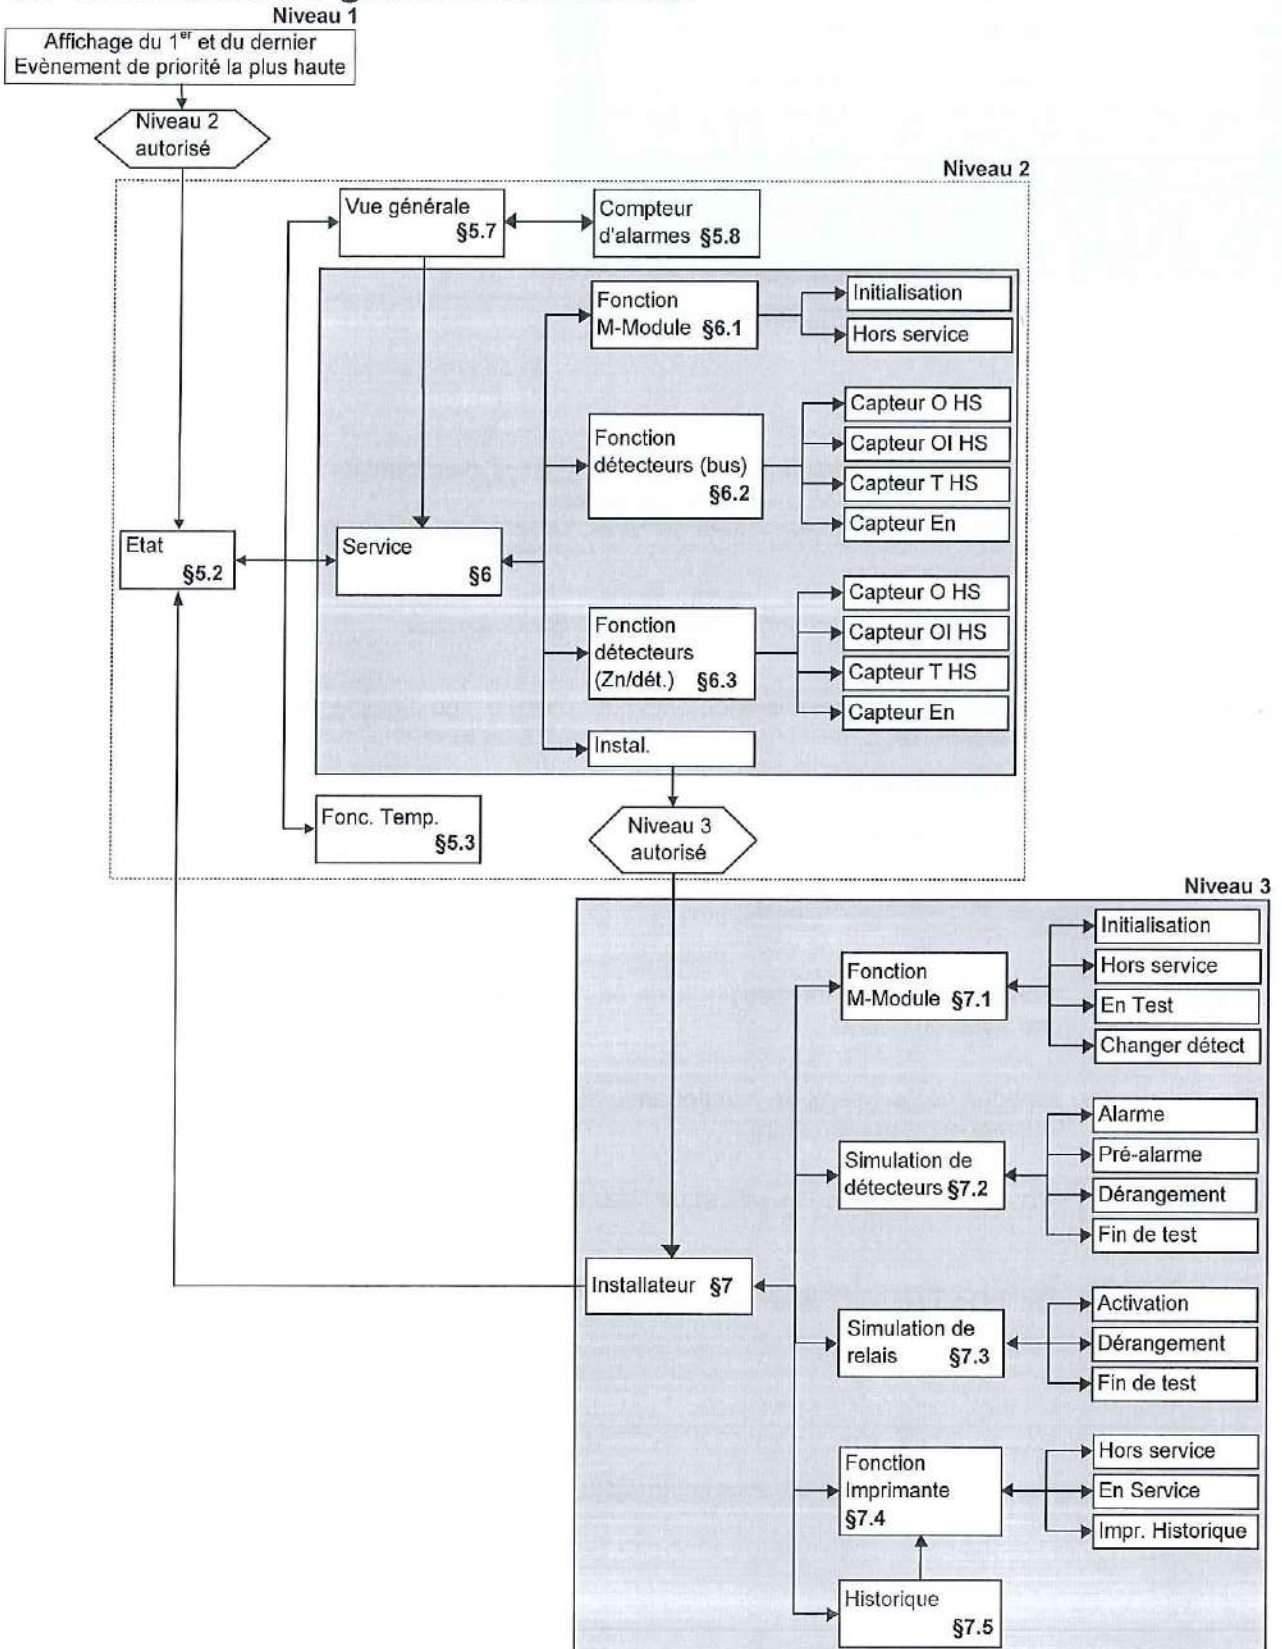 Niveau 1
Affichage du 1er et du dernier
Evènement de priorité la plus haute
Niveau 2
autorisé
Niveau 2
Vue générale
§5.7
Compteur
d'alarmes §5.8
Fonction
M-Module §6.1
Initialisation
Hors service
Fonction
détecteurs (bus)
§6.2
Capteur O HS
Capteur OI HS
Capteur T HS
Capteur En
Etat
§5.2
Service
§6
Fonction
détecteurs
(Zn/dét.) §6.3
Capteur O HS
Capteur OI HS
Capteur T HS
Capteur En
Instal.
Fonc. Temp.
§5.3
Niveau 3
autorisé
Niveau 3
Fonction
M-Module §7.1
Initialisation
Hors service
En Test
Changer détect
Simulation de
détecteurs §7.2
Alarme
Pré-alarme
Dérangement
Fin de test
Installateur §7
Simulation de
relais §7.3
Activation
Dérangement
Fin de test
Fonction
Imprimante
§7.4
Hors service
En Service
Impr. Historique
Historique
§7.5